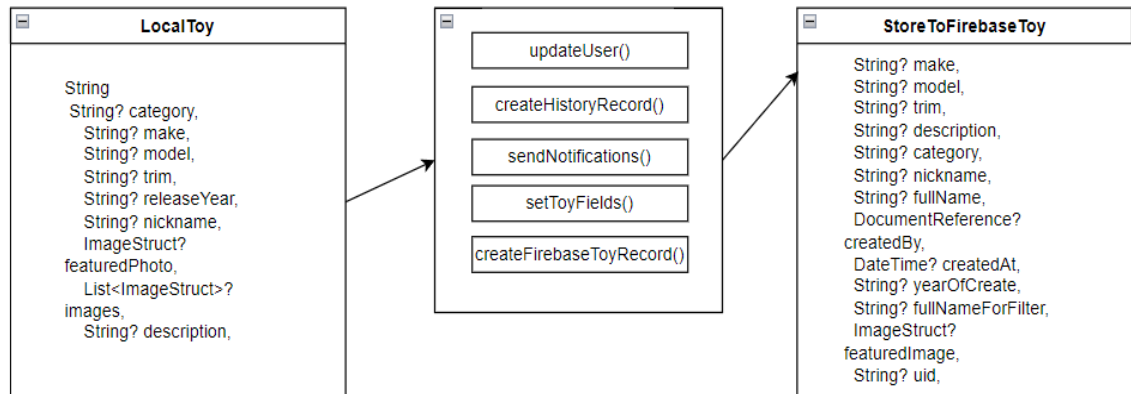 LocalToy
String
String? category,
String? make,
String? model,
String? trim,
String? releaseYear,
String? nickname,
ImageStruct?
featuredPhoto,
List<ImageStruct>?
images,
String? description,
updateUser()
createHistoryRecord()
sendNotifications()
setToyFields()
createFirebaseToyRecord()
StoreToFirebaseToy
String? make,
String? model,
String? trim,
String? description,
String? category,
String? nickname,
String? fullName,
DocumentReference?
createdBy,
DateTime? createdAt,
String? yearOfCreate,
String? fullNameForFilter,
ImageStruct?
featuredImage,
String? uid,